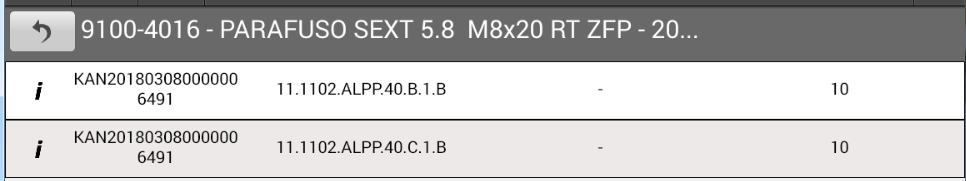 9100-4016 - PARAFUSO SEXT 5.8 M8x20 RT ZFP - 20...
i KAN20180308000000 6491 11.1102.ALPP.40.B.1.B - 10
i KAN20180308000000 6491 11.1102.ALPP.40.C.1.B - 10